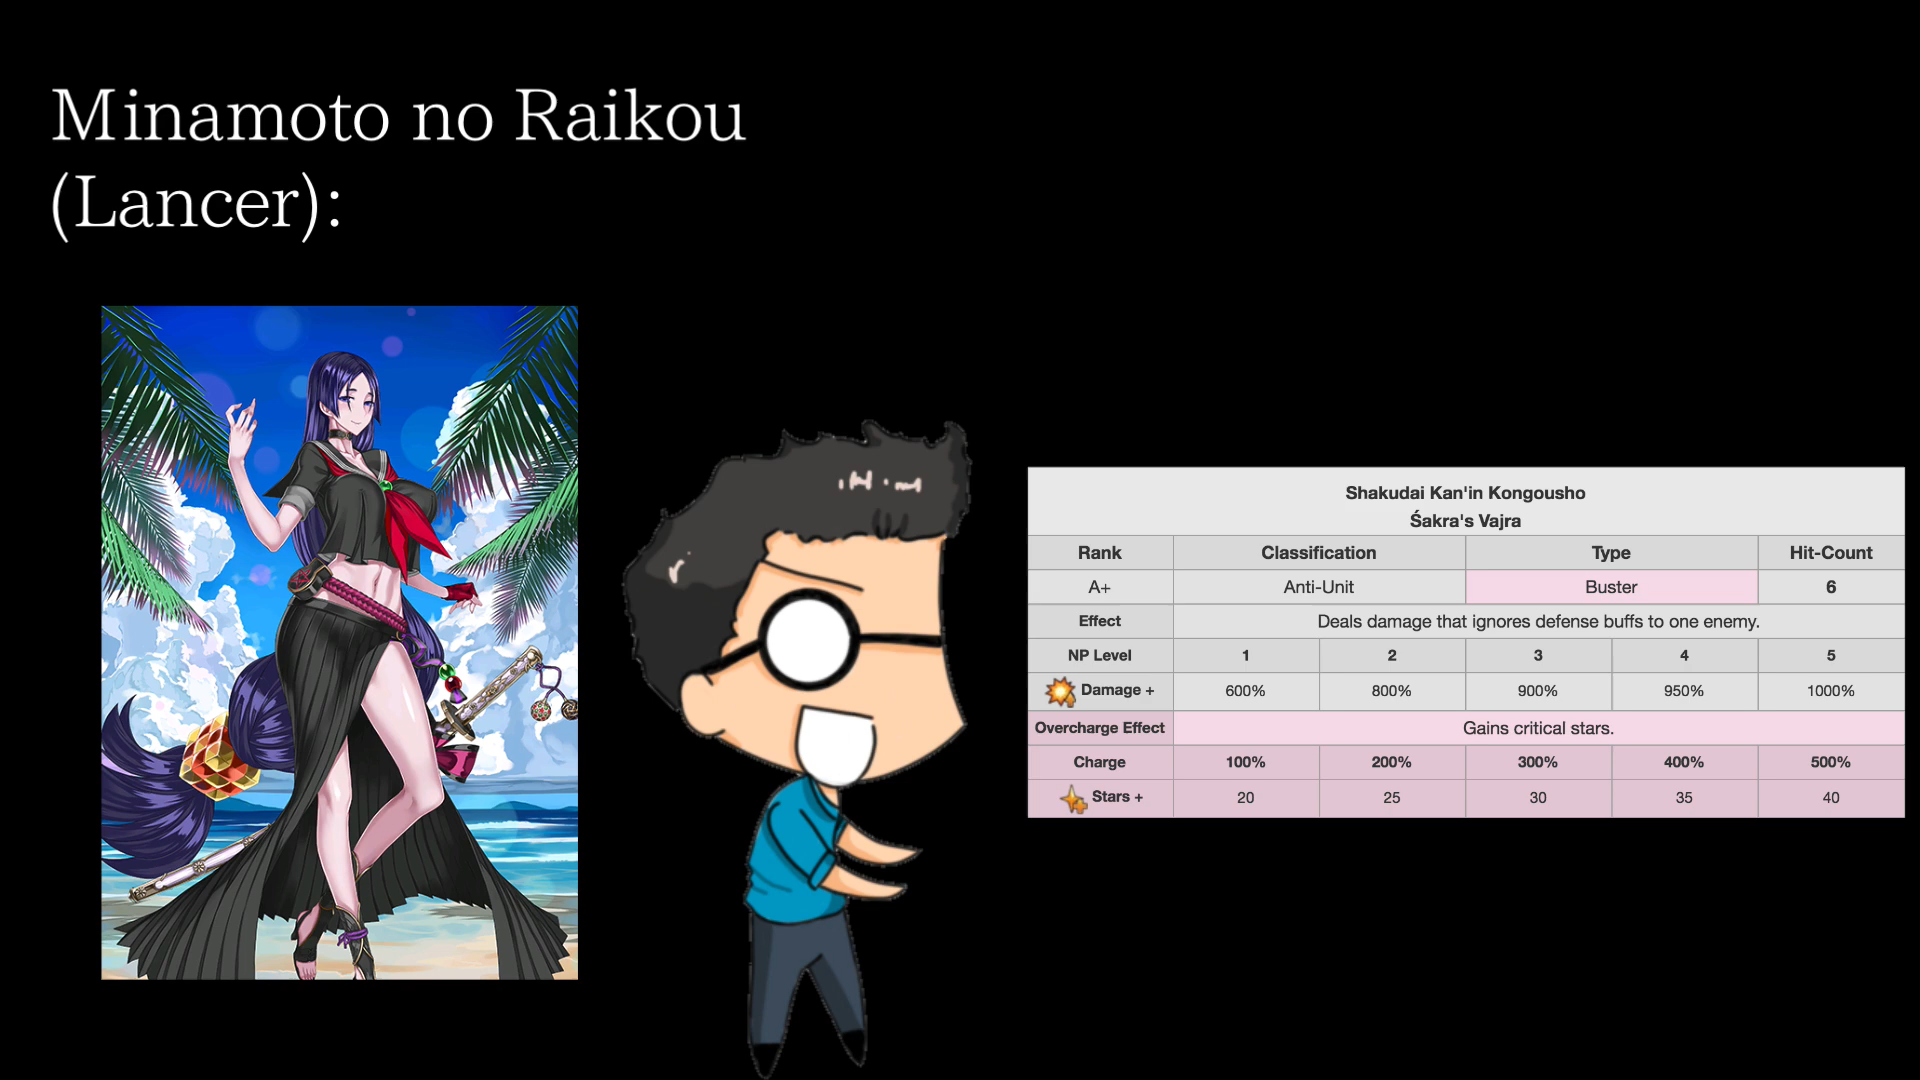 Minamoto no Raikou
(Lancer):
Shakudai Kan'in Kongousho
Śakra's Vajra
Rank Classification Type Hit-Count
A+ Anti-Unit Buster 6
Effect Deals damage that ignores defense buffs to one enemy.
NP Level 1 2 3 4 5
Damage + 600% 800% 900% 950% 1000%
Overcharge Effect Gains critical stars.
Charge 100% 200% 300% 400% 500%
Stars + 20 25 30 35 40